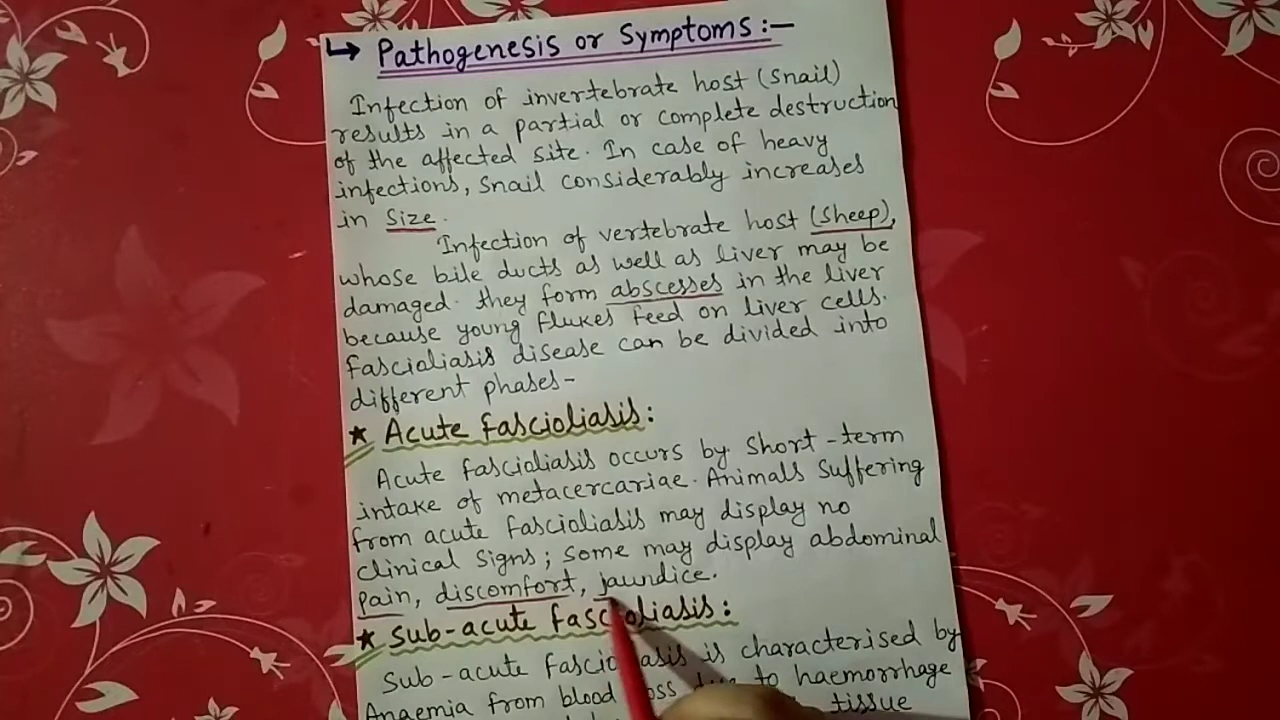 ↳ Pathogenesis or Symptoms :-
Infection of invertebrate host (Snail)
results in a partial or complete destruction
of the affected site. In case of heavy
infections, Snail considerably increases
in Size.
Infection of vertebrate host (Sheep),
whose bile ducts as well as liver may be
damaged. they form abscesses in the liver
because young flukes feed on liver cells.
fascioliasis disease can be divided into
different phases-
★ Acute fascioliasis:
Acute fascioliasis occurs by Short-term
intake of metacercariae. Animals Suffering
from acute fascioliasis may display no
clinical Signs; Some may display abdominal
pain, discomfort, jaundice.
★ Sub-acute fascioliasis:
Sub-acute is characterised by
Anaemia from blood to haemorrhage
tissue